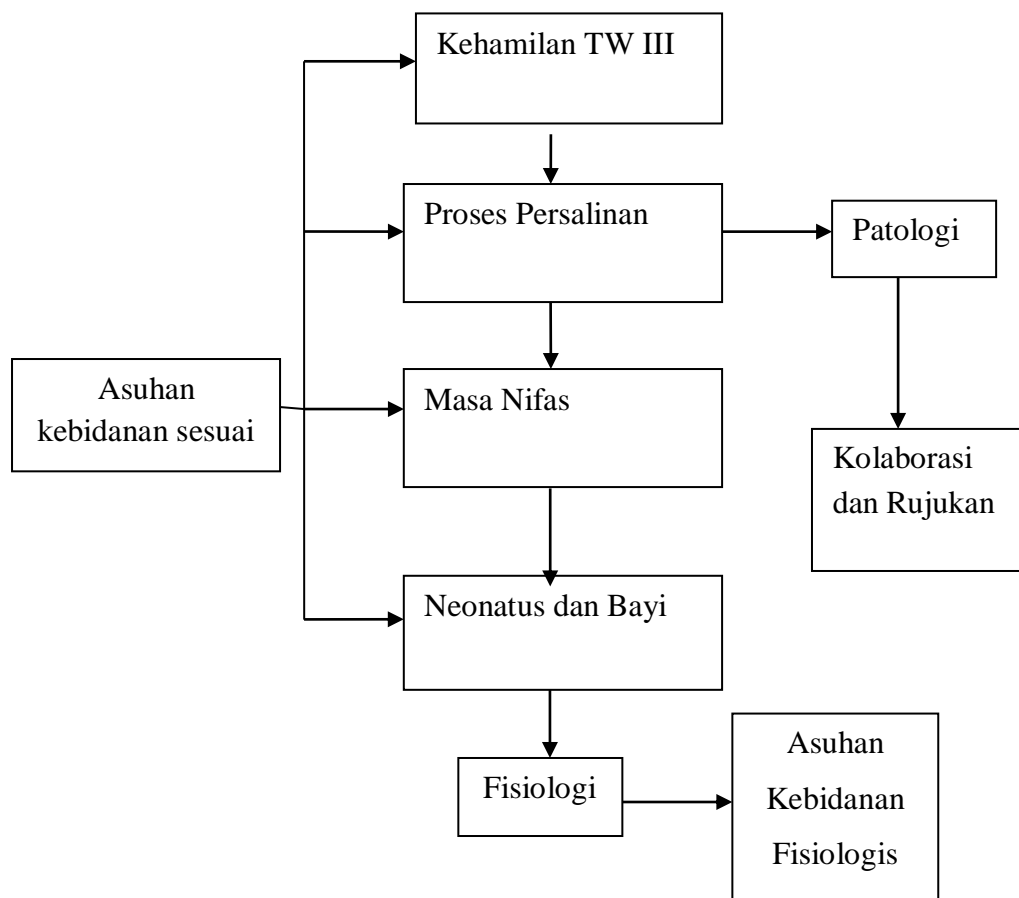 Kehamilan TW III
Proses Persalinan
Patologi
Asuhan
kebidanan sesuai
Masa Nifas
Kolaborasi
dan Rujukan
Neonatus dan Bayi
Fisiologi
Asuhan
Kebidanan
Fisiologis